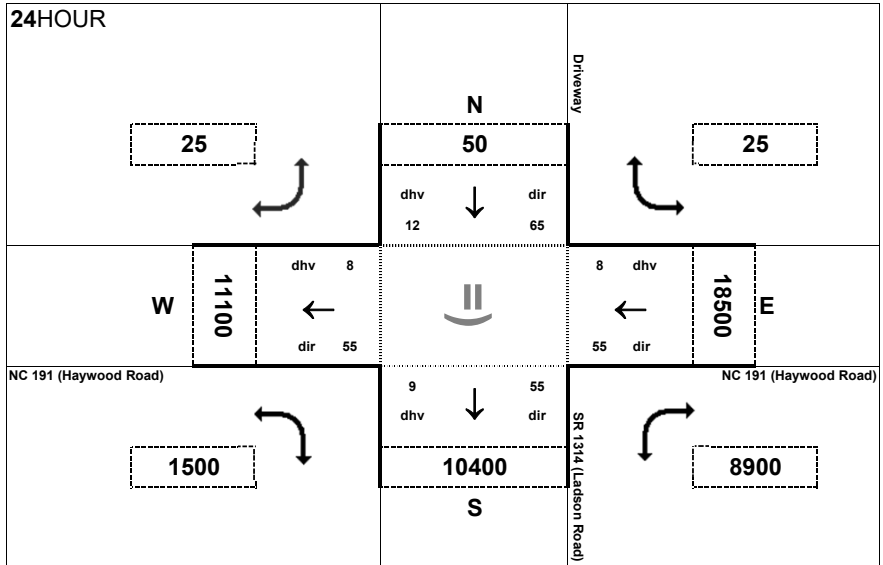 24HOUR
Driveway
N
25
50
25
dhv dir
12 65
dhv 8
8 dhv
W
11100
18500
E
dir 55
55 dir
NC 191 (Haywood Road)
NC 191 (Haywood Road)
9 55
dhv dir
SR 1314 (Ladson Road)
1500
10400
8900
S